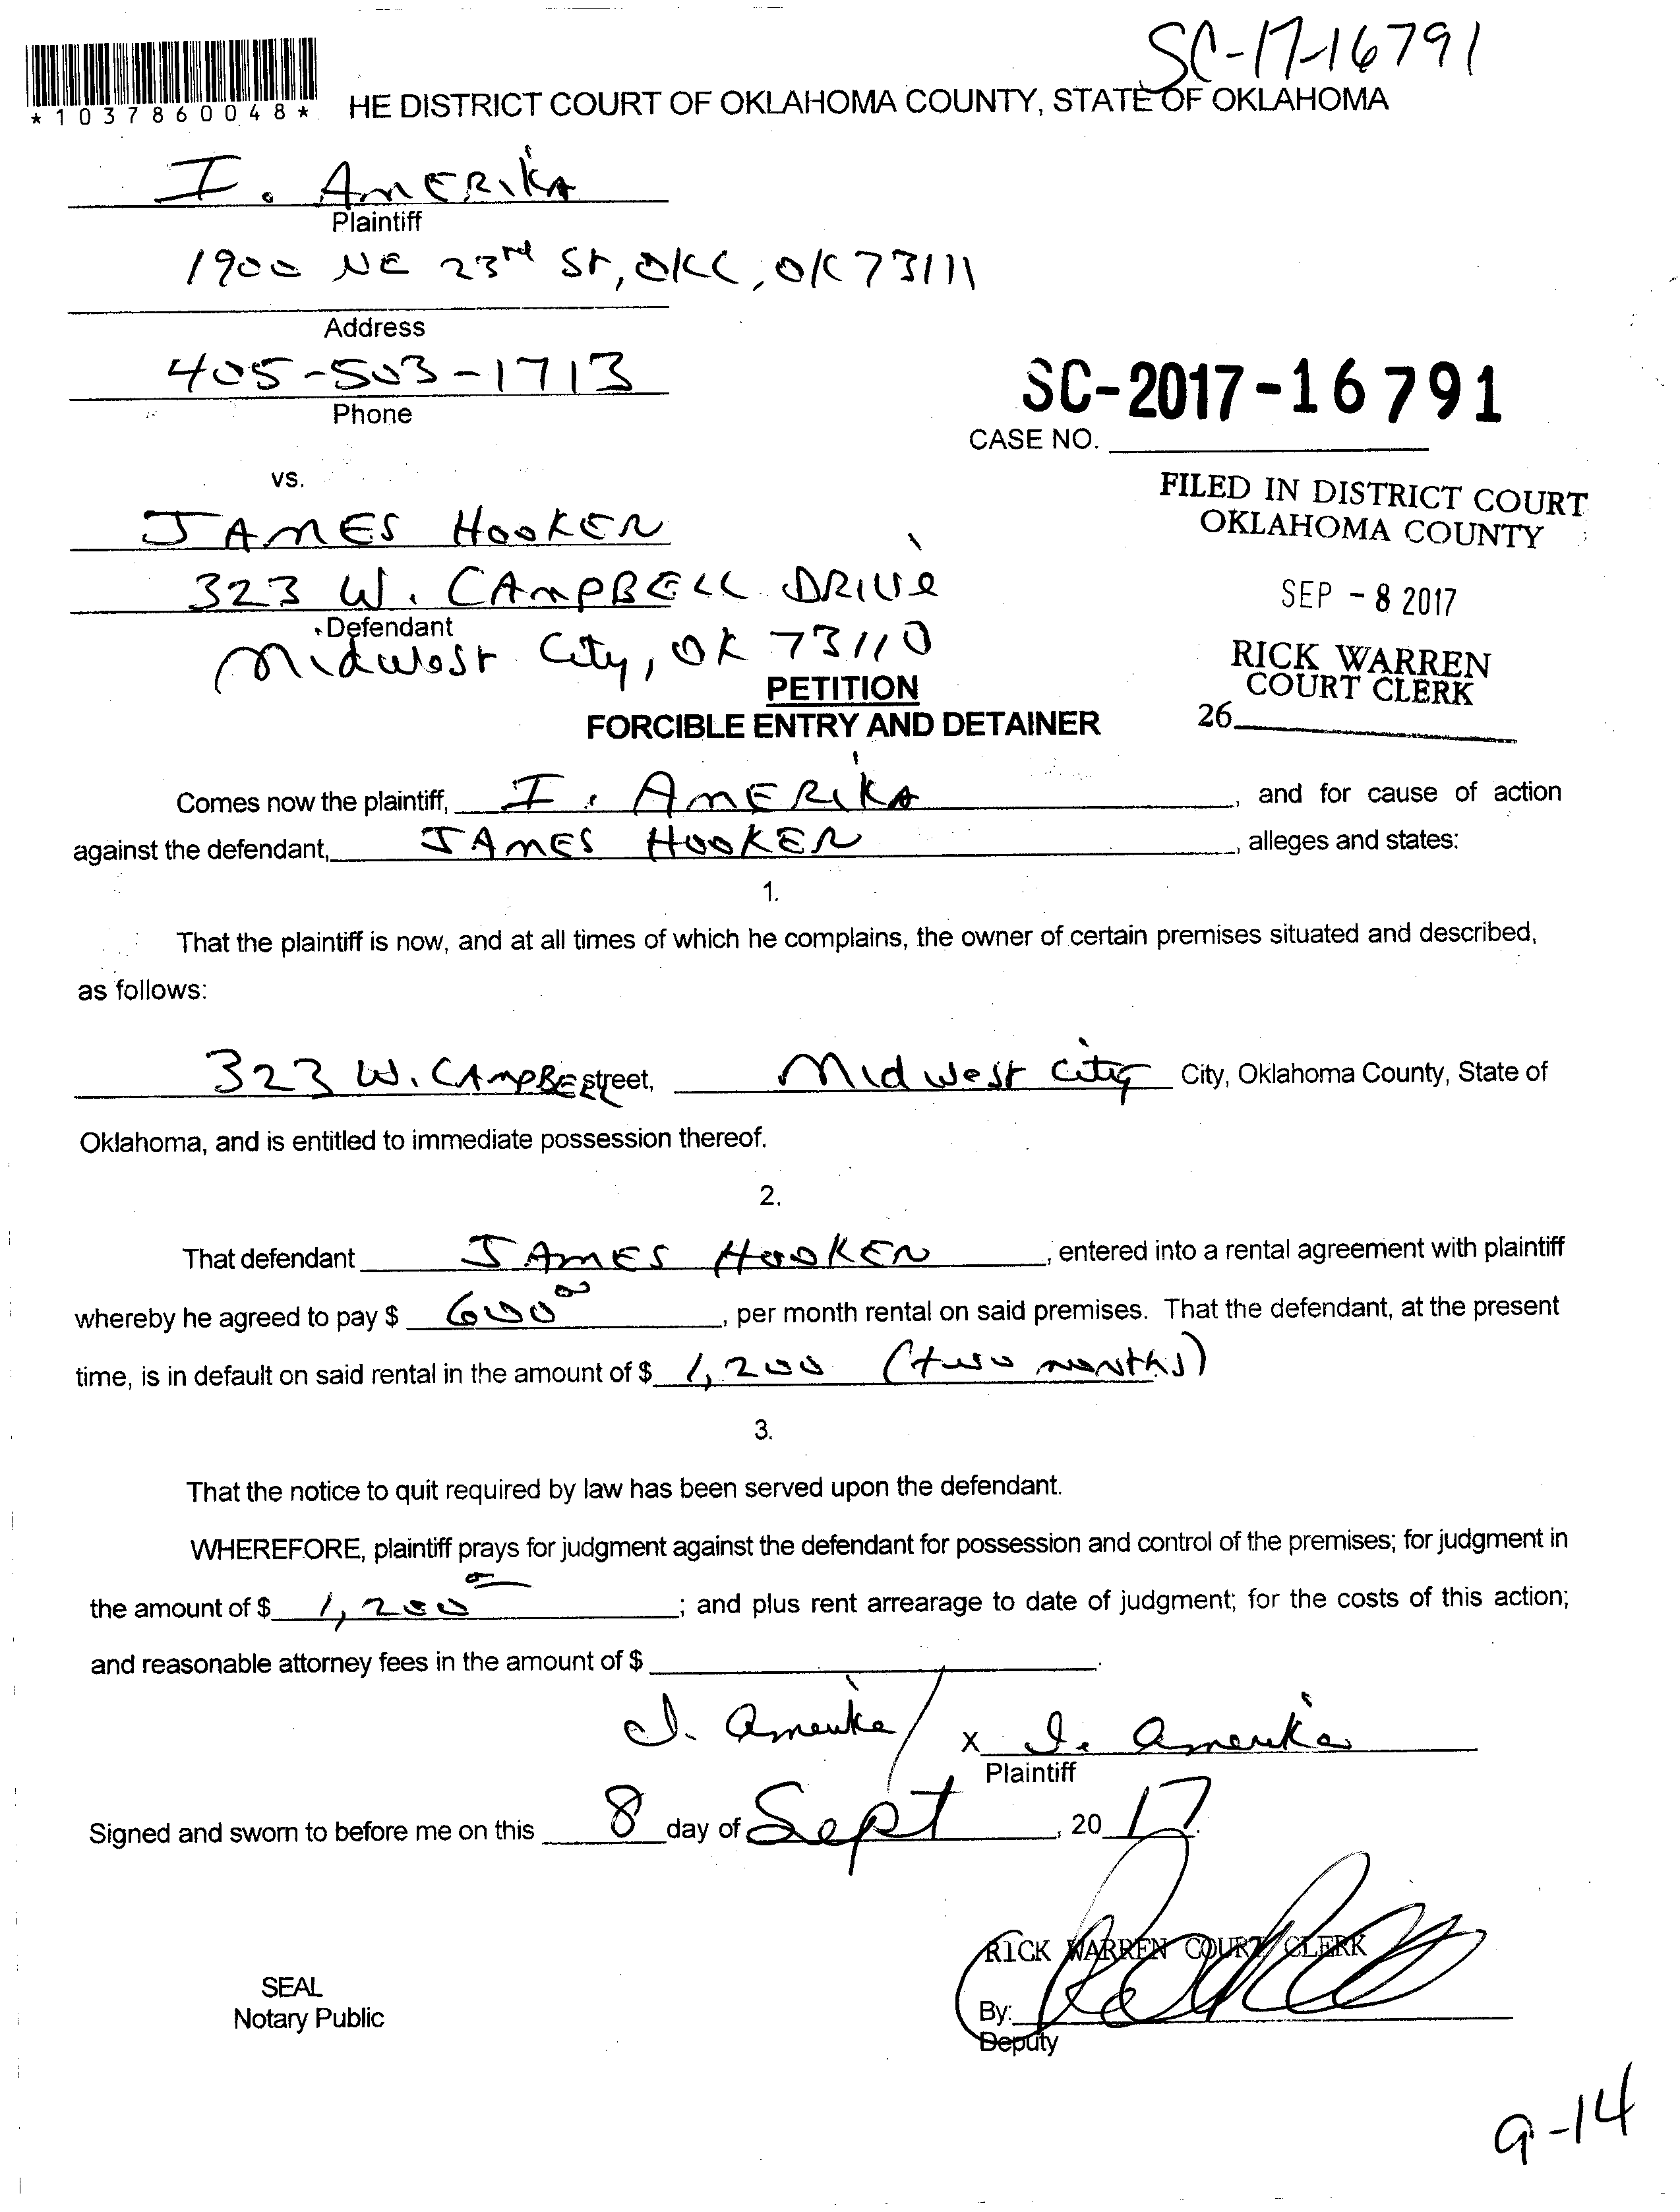 SC-17-16791
*1037860048*
HE DISTRICT COURT OF OKLAHOMA COUNTY, STATE OF OKLAHOMA
I. AMERIKA
Plaintiff
1900 NE 23rd St, OKC, OK 73111
Address
405-503-1713
Phone
SC-2017-16791
CASE NO.
vs.
FILED IN DISTRICT COURT
OKLAHOMA COUNTY
JAMES HOOKER
323 W. CAMPBELL DRIVE
SEP - 8 2017
Defendant
Midwest City, OK 73110
RICK WARREN
COURT CLERK
PETITION
FORCIBLE ENTRY AND DETAINER
26
Comes now the plaintiff, I. AMERIKA, and for cause of action
against the defendant, JAMES HOOKER, alleges and states:
1.
That the plaintiff is now, and at all times of which he complains, the owner of certain premises situated and described,
as follows:
323 W. CAMPBELL street, Midwest City City, Oklahoma County, State of
Oklahoma, and is entitled to immediate possession thereof.
2.
That defendant JAMES HOOKER, entered into a rental agreement with plaintiff
whereby he agreed to pay $ 600 00, per month rental on said premises. That the defendant, at the present
time, is in default on said rental in the amount of $ 1,200 (two months)
3.
That the notice to quit required by law has been served upon the defendant.
WHEREFORE, plaintiff prays for judgment against the defendant for possession and control of the premises; for judgment in
the amount of $ 1,200; and plus rent arrearage to date of judgment; for the costs of this action;
and reasonable attorney fees in the amount of $ .
I. Amerika / X I. Amerika
Plaintiff
Signed and sworn to before me on this 8 day of Sept, 20 17.
RICK WARREN COURT CLERK
SEAL
Notary Public
By:
Deputy
9-14